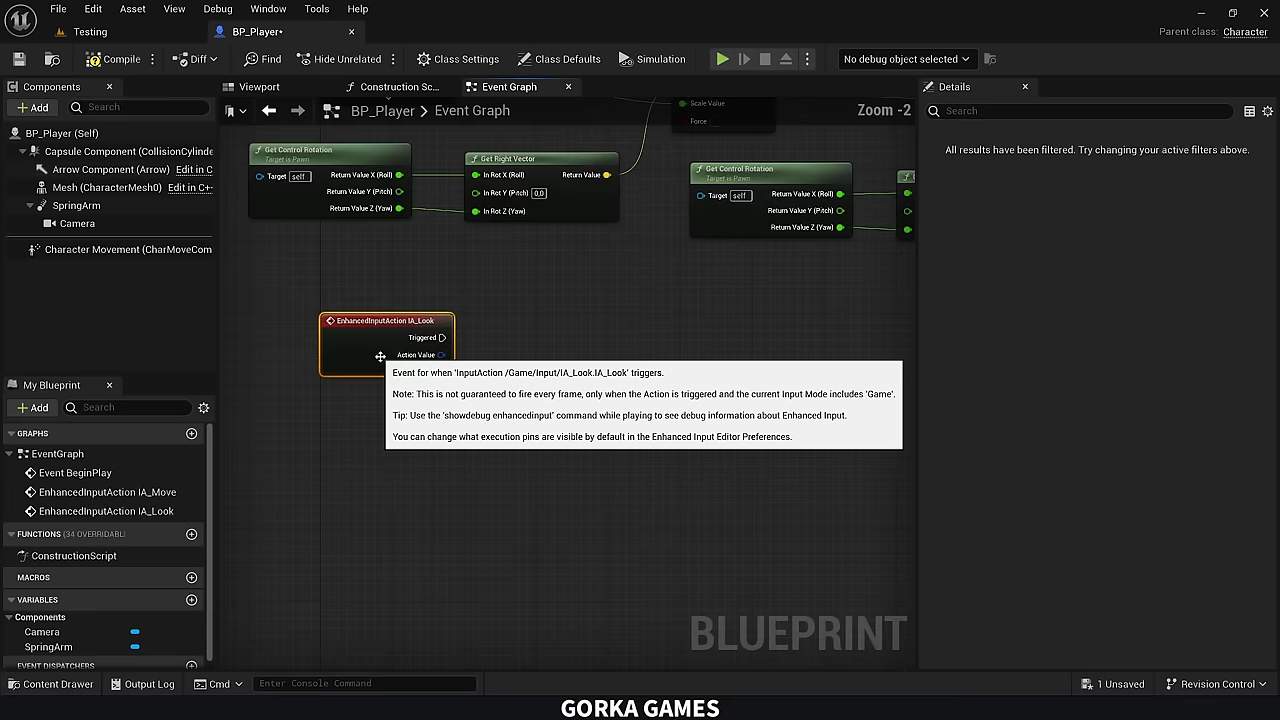 File Edit Asset View Debug Window Tools Help
Testing
BP_Player•
Parent class: Character
Compile Diff Find Hide Unrelated Class Settings Class Defaults Simulation No debug object selected
Components
Viewport
Construction Sc...
Event Graph
Details
Add
Search
BP_Player > Event Graph
Zoom -2
Search
BP_Player (Self)
Capsule Component (CollisionCylinde
Arrow Component (Arrow) Edit in C
Mesh (CharacterMesh0) Edit in C++
SpringArm
Camera
Character Movement (CharMoveCom
All results have been filtered. Try changing your active filters above.
Scale Value
Force
Get Control Rotation
Target is Pawn
Target self
Return Value X (Roll)
Return Value Y (Pitch)
Return Value Z (Yaw)
Get Right Vector
In Rot X (Roll)
Return Value
In Rot Y (Pitch) 0,0
In Rot Z (Yaw)
Get Control Rotation
Target is Pawn
Target self
Return Value X (Roll)
Return Value Y (Pitch)
Return Value Z (Yaw)
EnhancedInputAction IA_Look
Triggered
Action Value
Event for when 'InputAction /Game/Input/IA_Look.IA_Look' triggers.
Note: This is not guaranteed to fire every frame, only when the Action is triggered and the current Input Mode includes 'Game'.
Tip: Use the 'showdebug enhancedinput' command while playing to see debug information about Enhanced Input.
You can change what execution pins are visible by default in the Enhanced Input Editor Preferences.
My Blueprint
Add
Search
GRAPHS
EventGraph
Event BeginPlay
EnhancedInputAction IA_Move
EnhancedInputAction IA_Look
FUNCTIONS (34 OVERRIDABLI
ConstructionScript
MACROS
VARIABLES
Components
Camera
SpringArm
EVENT DISPATCHERS
BLUEPRINT
Content Drawer Output Log Cmd Enter Console Command
1 Unsaved Revision Control
GORKA GAMES